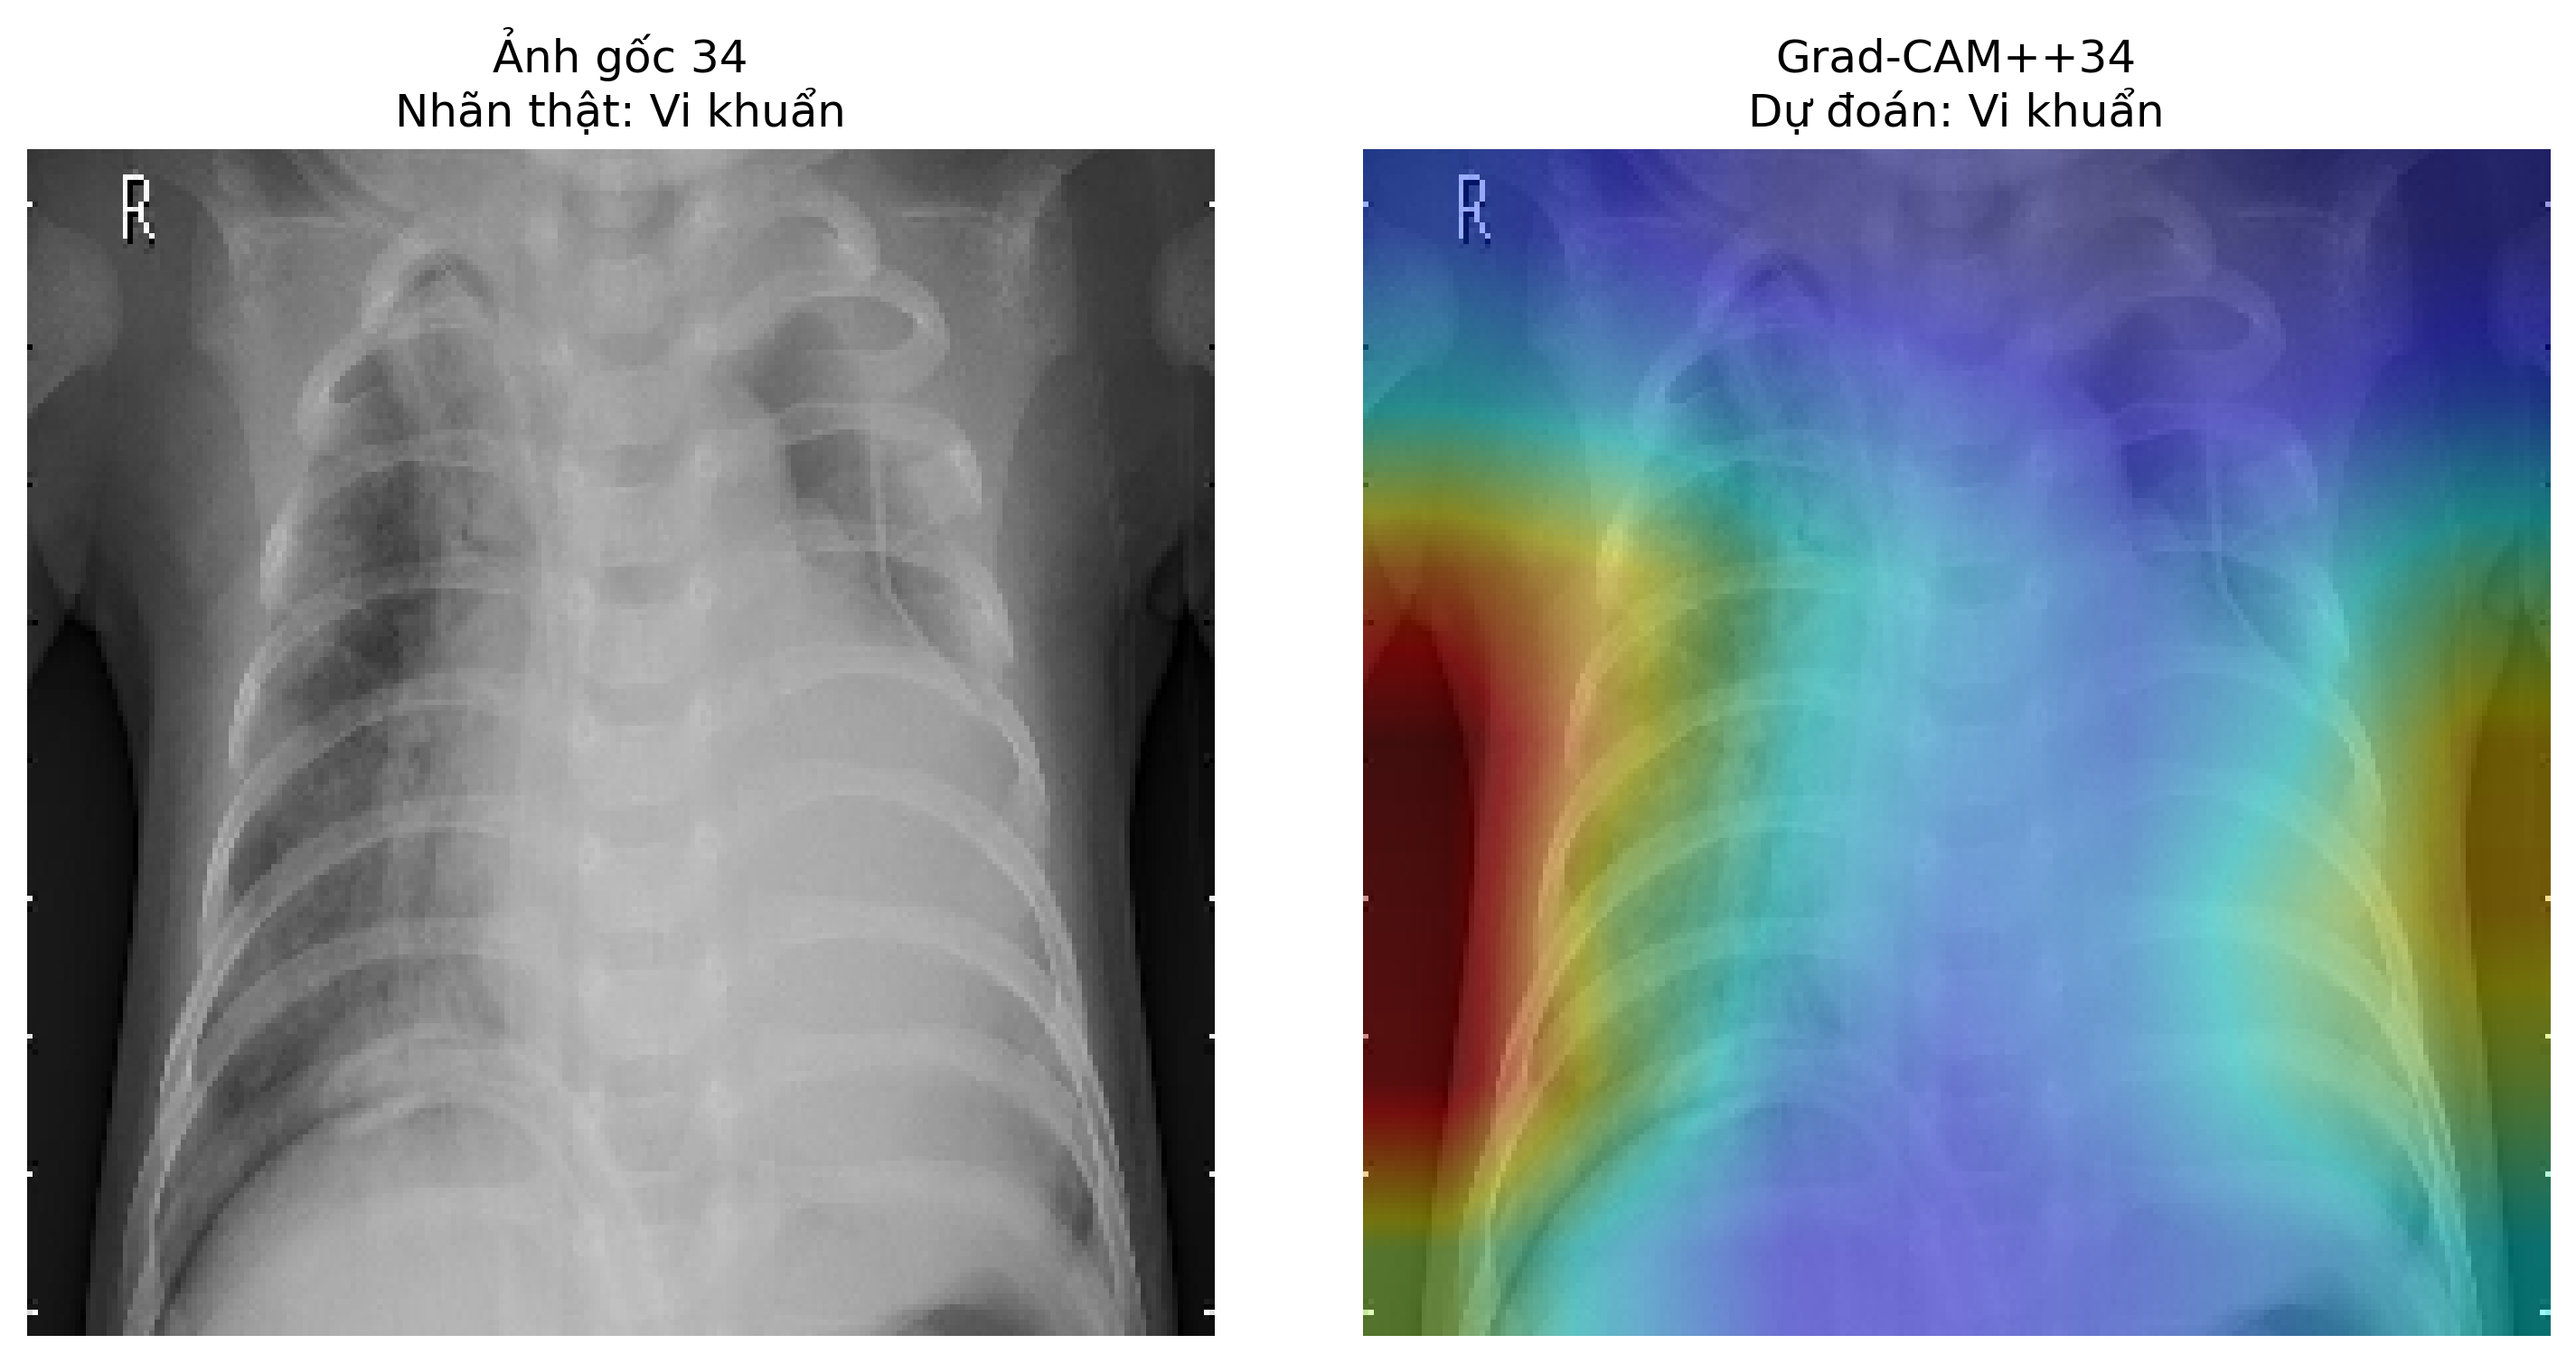 Ảnh gốc 34
Nhãn thật: Vi khuẩn
Grad-CAM++34
Dự đoán: Vi khuẩn
R
R